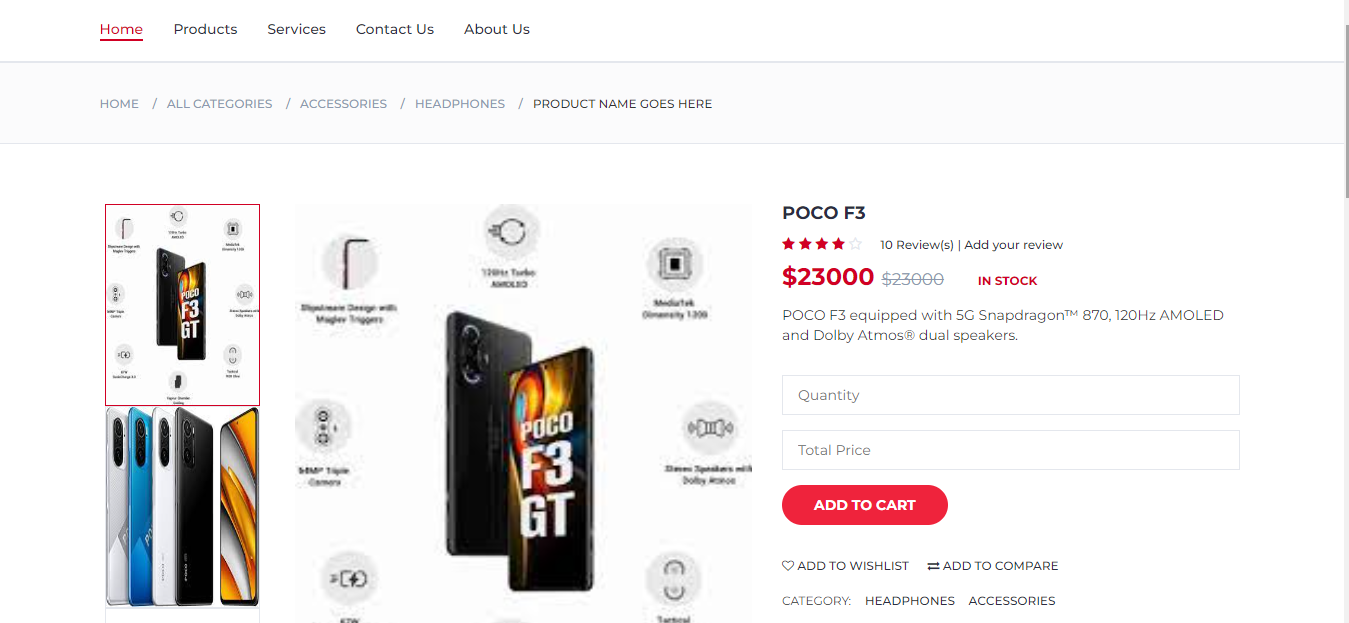 Home Products Services Contact Us About Us
HOME / ALL CATEGORIES / ACCESSORIES / HEADPHONES / PRODUCT NAME GOES HERE
120Hz Turbo
AMOLED
Slipstream Design with
Maglev Triggers
MediaTek
Dimensity 1200
POCO
F3
GT
64MP Triple
Camera
Stereo Speakers with
Dolby Atmos
67W
Tactical
POCO
F3
GT
POCO F3
10 Review(s) | Add your review
$23000 $23000 IN STOCK
POCO F3 equipped with 5G Snapdragon™ 870, 120Hz AMOLED
and Dolby Atmos® dual speakers.
Quantity
Total Price
ADD TO CART
ADD TO WISHLIST ADD TO COMPARE
CATEGORY: HEADPHONES ACCESSORIES